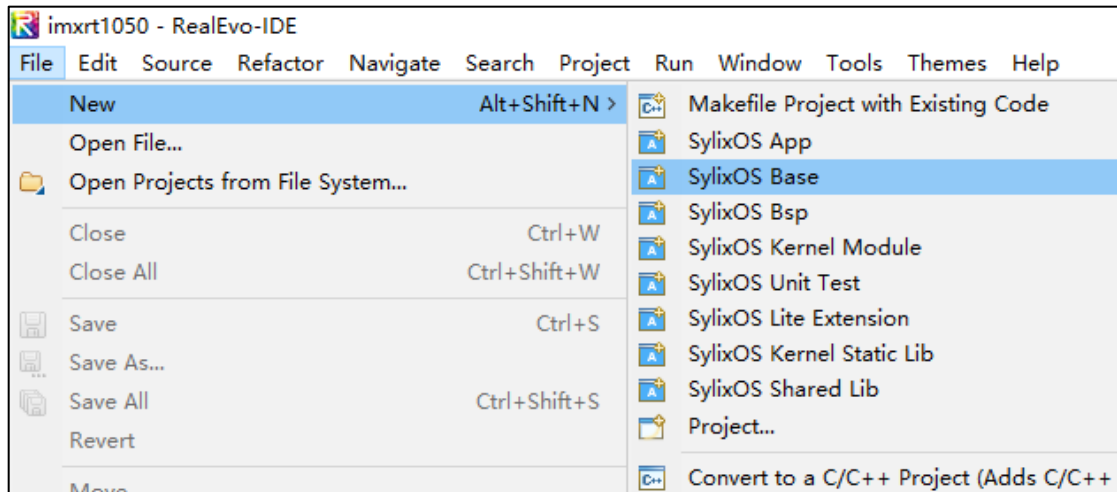 imxrt1050 - RealEvo-IDE
File Edit Source Refactor Navigate Search Project Run Window Tools Themes Help
New Alt+Shift+N >
Open File...
Open Projects from File System...
Close Ctrl+W
Close All Ctrl+Shift+W
Save Ctrl+S
Save As...
Save All Ctrl+Shift+S
Revert
Move
Makefile Project with Existing Code
SylixOS App
SylixOS Base
SylixOS Bsp
SylixOS Kernel Module
SylixOS Unit Test
SylixOS Lite Extension
SylixOS Kernel Static Lib
SylixOS Shared Lib
Project...
Convert to a C/C++ Project (Adds C/C++